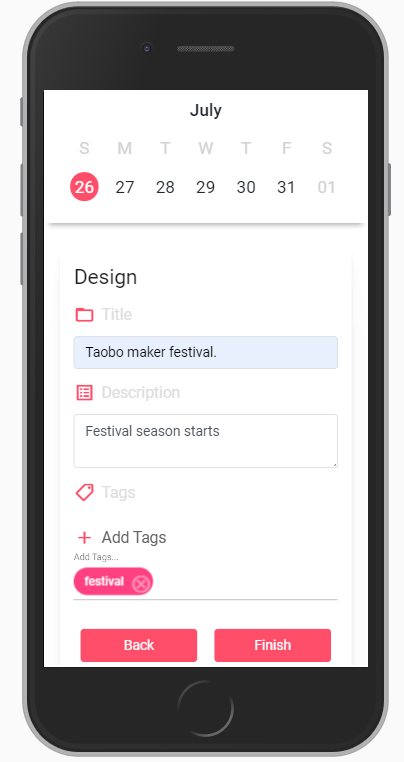 July
S M T W T F S
26 27 28 29 30 31 01
Design
Title
Taobo maker festival.
Description
Festival season starts
Tags
Add Tags
Add Tags...
festival
Back Finish